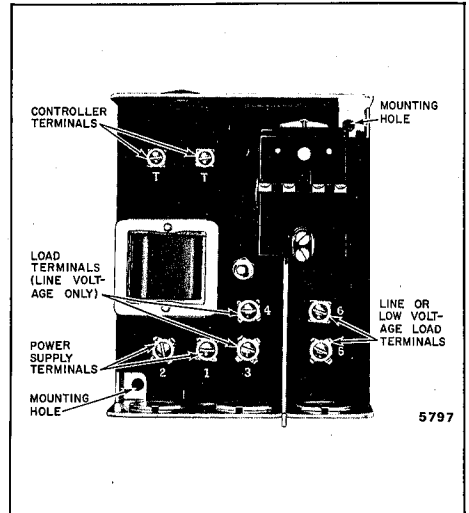 CONTROLLER
TERMINALS
MOUNTING
HOLE
T T
LOAD
TERMINALS
(LINE VOLT-
AGE ONLY)
4
6
LINE OR
LOW VOLT-
AGE LOAD
TERMINALS
POWER
SUPPLY
TERMINALS
2 1 3 5
MOUNTING
HOLE
5797